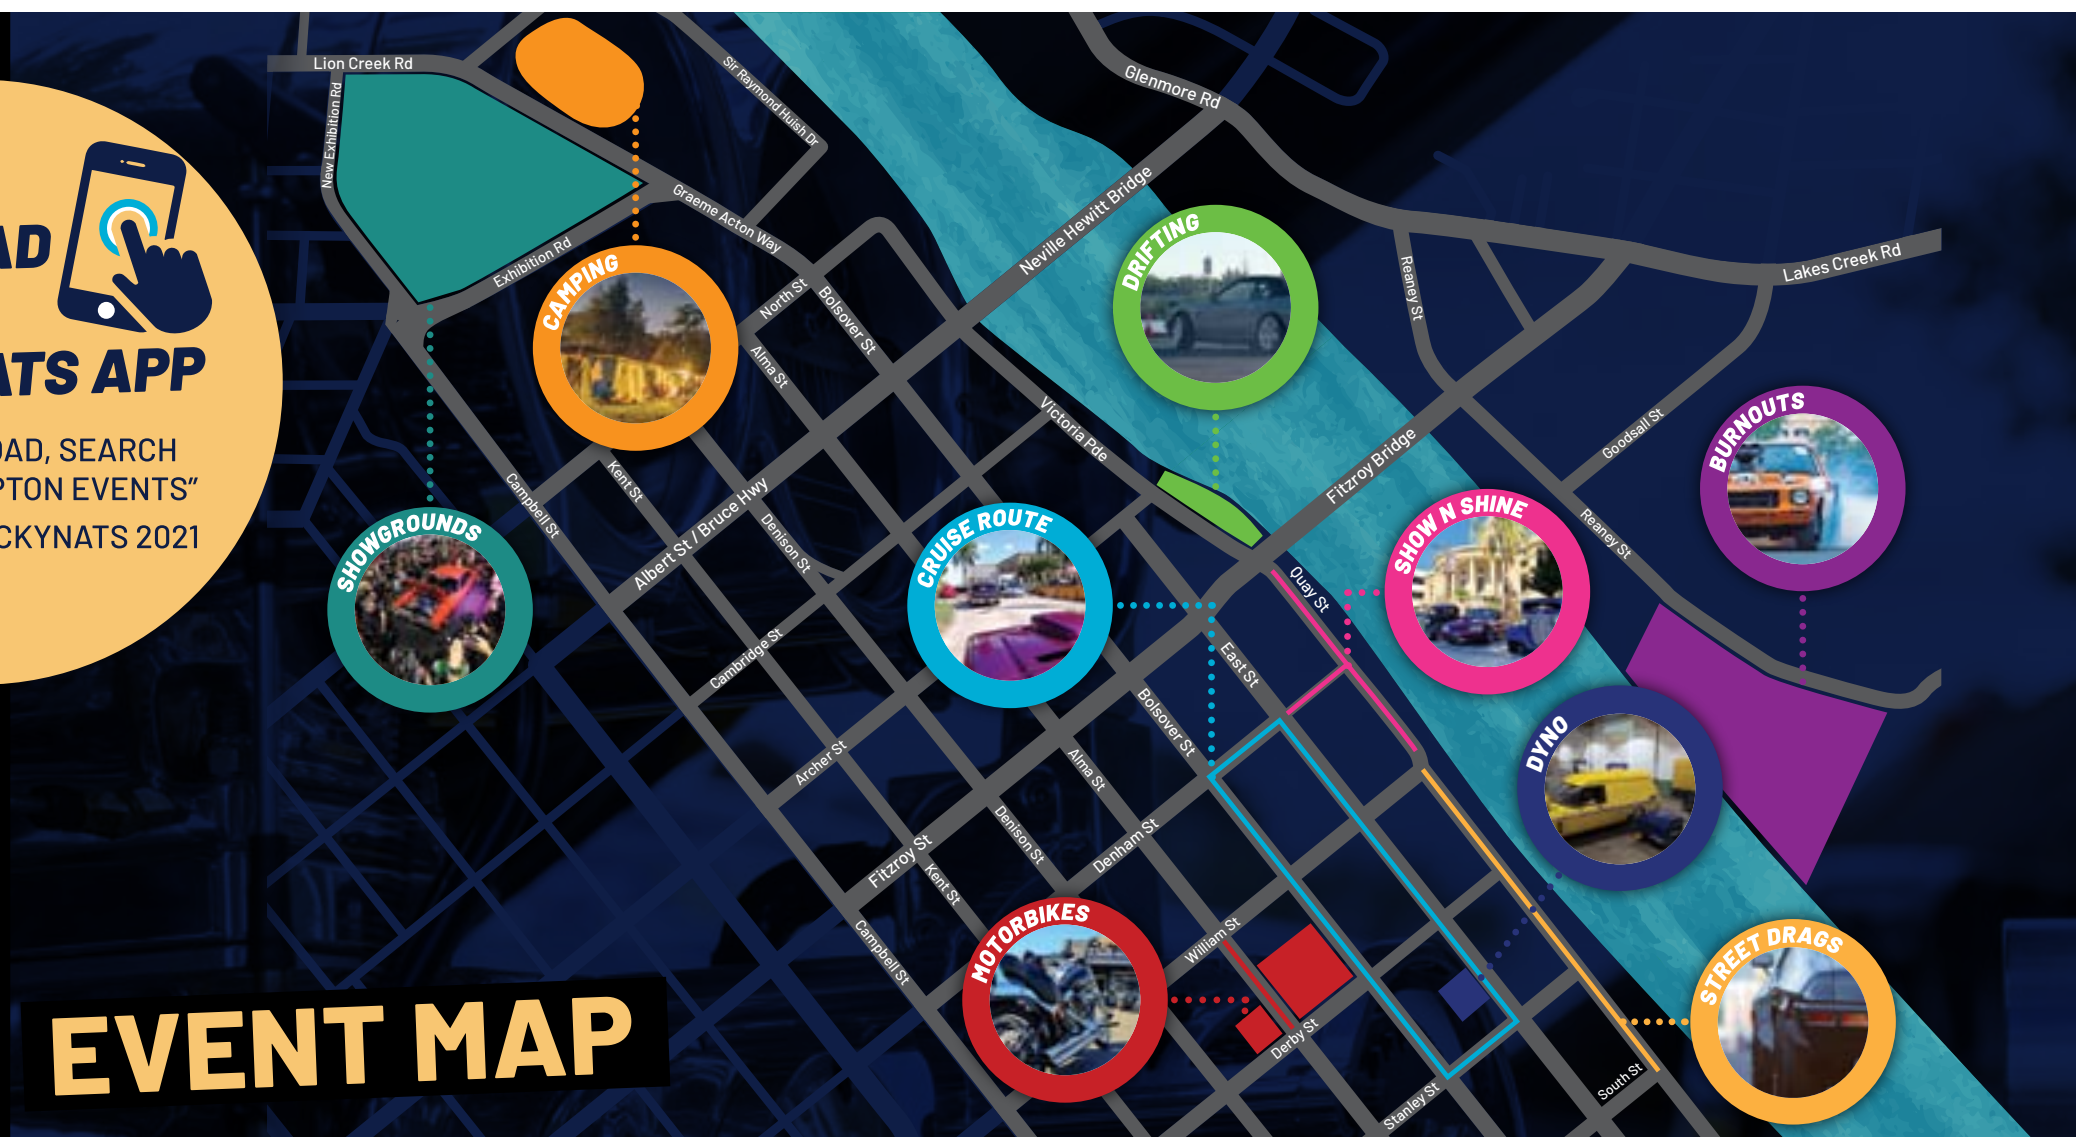 Lion Creek Rd
New Exhibition Rd
Sir Raymond Huish Dr
Glenmore Rd
Graeme Acton Way
Exhibition Rd
Neville Hewitt Bridge
Lakes Creek Rd
Reaney St
North St
Bolsover St
Alma St
Victoria Pde
Fitzroy Bridge
Goodsall St
Reaney St
Campbell St
Kent St
Albert St / Bruce Hwy
Denison St
Cambridge St
Quay St
East St
Bolsover St
Archer St
Alma St
Denison St
Denham St
Fitzroy St
Kent St
Campbell St
William St
Derby St
Stanley St
South St
CAMPING
DRIFTING
BURNOUTS
SHOWGROUNDS
CRUISE ROUTE
SHOW N SHINE
DYNO
MOTORBIKES
STREET DRAGS
AD
ATS APP
OAD, SEARCH
PTON EVENTS”
CKYNATS 2021
EVENT MAP